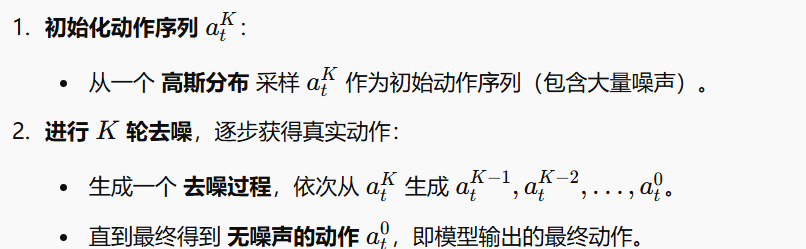 1. 初始化动作序列 $a_t^K$：
• 从一个 高斯分布 采样 $a_t^K$ 作为初始动作序列（包含大量噪声）。
2. 进行 $K$ 轮去噪，逐步获得真实动作：
• 生成一个 去噪过程，依次从 $a_t^K$ 生成 $a_t^{K-1}, a_t^{K-2}, \ldots, a_t^0$。
• 直到最终得到 无噪声的动作 $a_t^0$，即模型输出的最终动作。